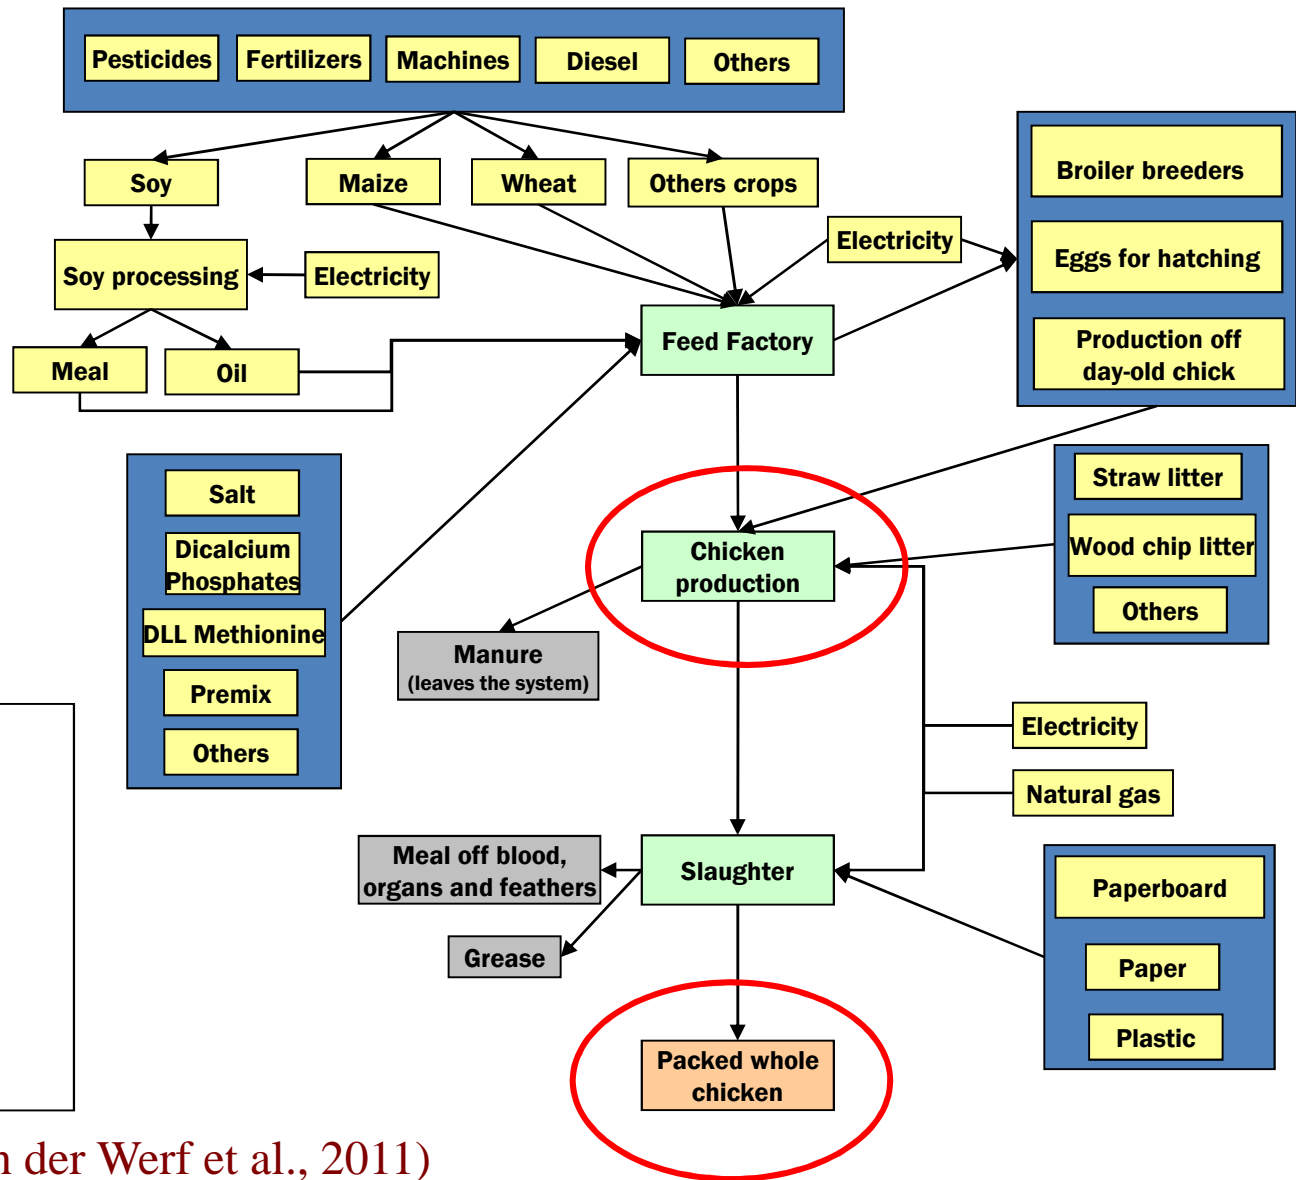 Pesticides
Fertilizers
Machines
Diesel
Others
Soy
Maize
Wheat
Others crops
Broiler breeders
Electricity
Eggs for hatching
Soy processing
Electricity
Feed Factory
Production off
day-old chick
Meal
Oil
Salt
Straw litter
Dicalcium
Phosphates
Chicken
production
Wood chip litter
DLL Methionine
Others
Manure
(leaves the system)
Premix
Electricity
Others
Natural gas
Meal off blood,
organs and feathers
Slaughter
Paperboard
Grease
Paper
Plastic
Packed whole
chicken
der Werf et al., 2011)